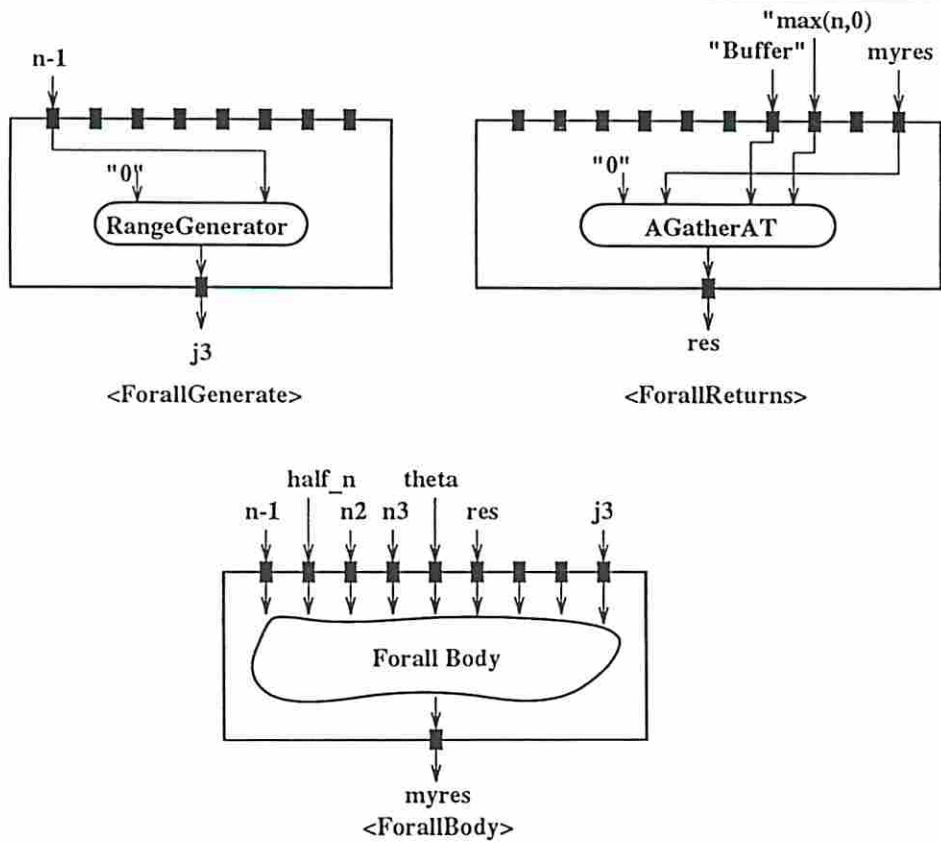 n-1
"0"
RangeGenerator
j3
<ForallGenerate>
"max(n,0)
"Buffer"
myres
"0"
AGatherAT
res
<ForallReturns>
half_n
theta
n-1
n2
n3
res
j3
Forall Body
myres
<ForallBody>